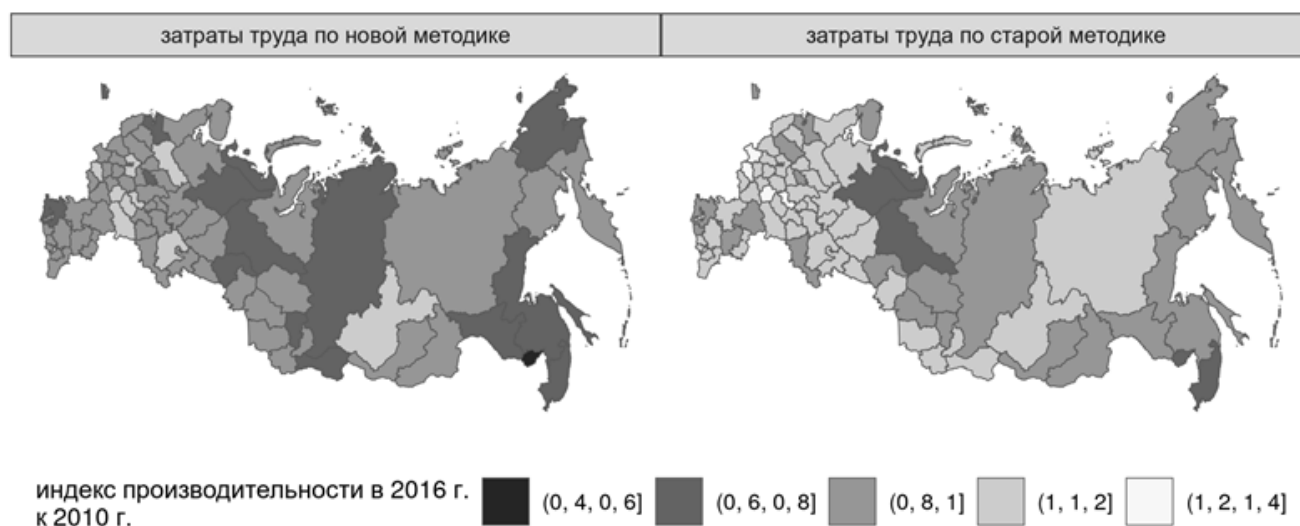 затраты труда по новой методике
затраты труда по старой методике
индекс производительности в 2016 г.
к 2010 г.
(0, 4, 0, 6]
(0, 6, 0, 8]
(0, 8, 1]
(1, 1, 2]
(1, 2, 1, 4]